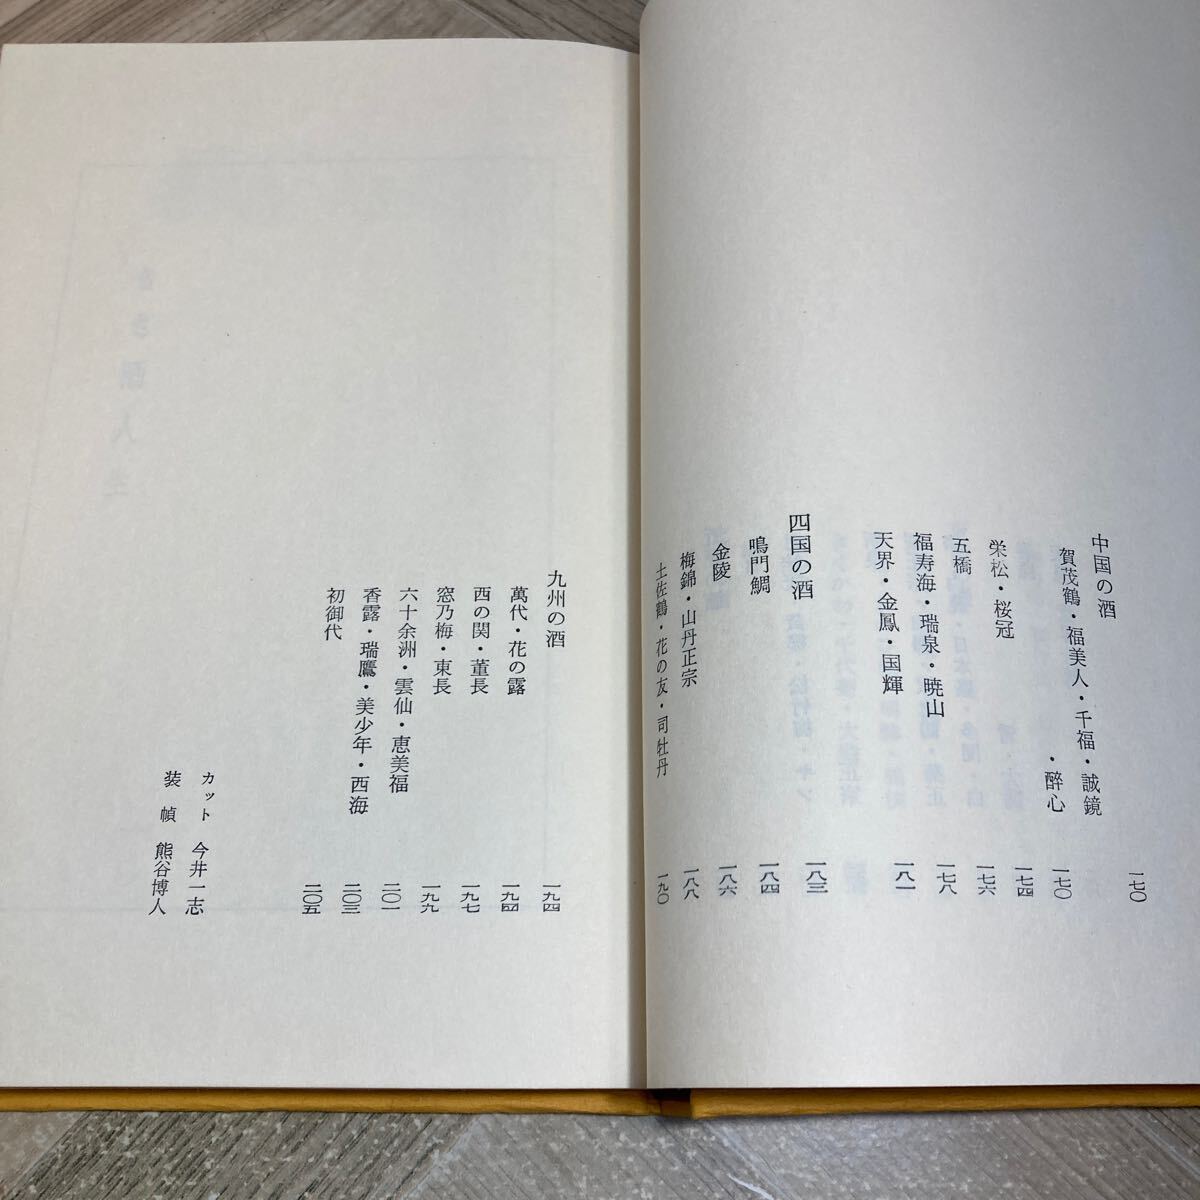 中国の酒 一七〇
賀茂鶴・福美人・千福・誠鏡
・酔心 一七〇
栄松・桜冠 一七四
五橋 一七六
福寿海・瑞泉・暁山 一七八
天界・金鳳・国輝 一八一
四国の酒 一八三
鳴門鯛 一八四
金陵 一八六
梅錦・山丹正宗 一八八
土佐鶴・花の友・司牡丹 一九〇
九州の酒 一九四
萬代・花の露 一九四
西の関・薫長 一九七
窓乃梅・東長 一九九
六十余洲・雲仙・恵美福 二〇一
香露・瑞鷹・美少年・西海 二〇三
初御代 二〇五
カット 今井一志
装幀 熊谷博人